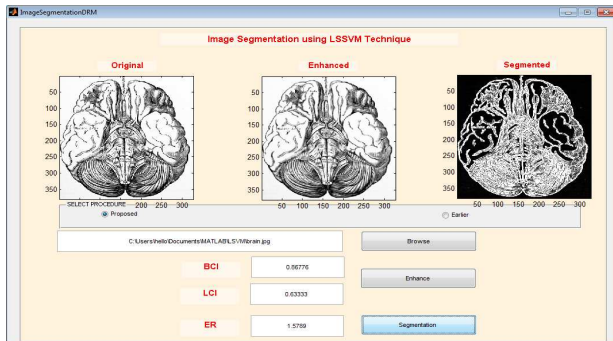 ImageSegmentationDRM
Image Segmentation using LSSVM Technique
Original Enhanced Segmented
50 50 50
100 100 100
150 150 150
200 200 200
250 250 250
300 300 300
350 350 350
SELECT PROCEDURE 200 250 300 50 100 150 200 250 300 50 100 150 200 250 300
Proposed Earlier
C:\Users\hello\Documents\MATLAB\LSVM\brain.jpg Browse
BCI 0.86776
Enhance
LCI 0.63333
ER 1.5789 Segmentation